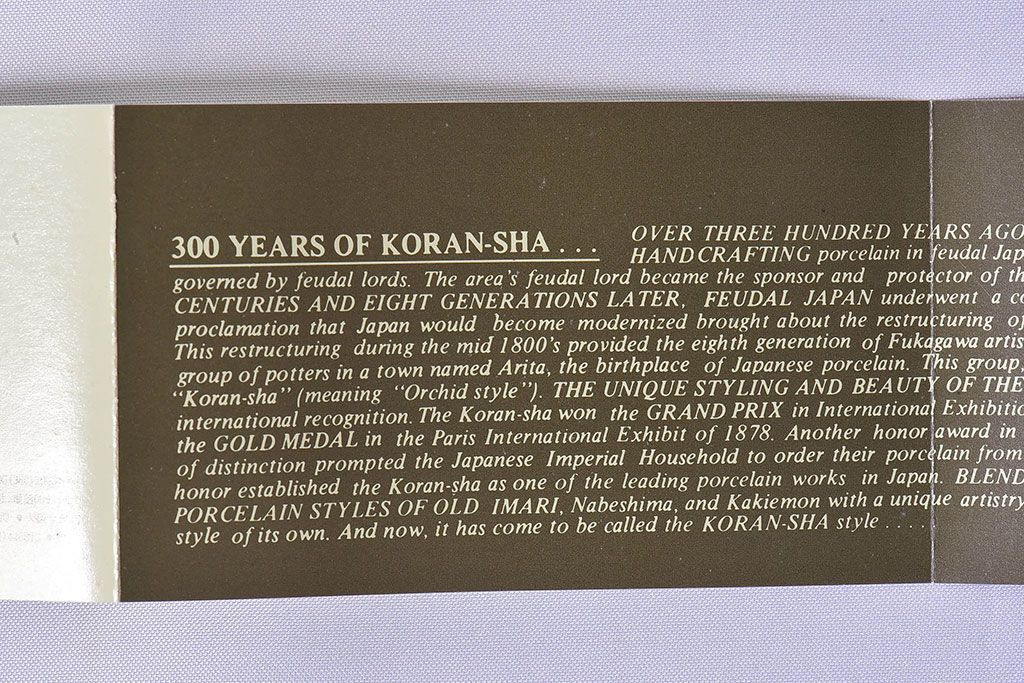 300 YEARS OF KORAN-SHA . . . OVER THREE HUNDRED YEARS AGO
HANDCRAFTING porcelain in feudal Jap
governed by feudal lords. The area's feudal lord became the sponsor and protector of th
CENTURIES AND EIGHT GENERATIONS LATER, FEUDAL JAPAN underwent a co
proclamation that Japan would become modernized brought about the restructuring of
This restructuring during the mid 1800's provided the eighth generation of Fukagawa artis
group of potters in a town named Arita, the birthplace of Japanese porcelain. This group,
"Koran-sha" (meaning "Orchid style"). THE UNIQUE STYLING AND BEAUTY OF THE
international recognition. The Koran-sha won the GRAND PRIX in International Exhibitio
the GOLD MEDAL in the Paris International Exhibit of 1878. Another honor award in
of distinction prompted the Japanese Imperial Household to order their porcelain from
honor established the Koran-sha as one of the leading porcelain works in Japan. BLEND
PORCELAIN STYLES OF OLD IMARI, Nabeshima, and Kakiemon with a unique artistry
style of its own. And now, it has come to be called the KORAN-SHA style . . . .